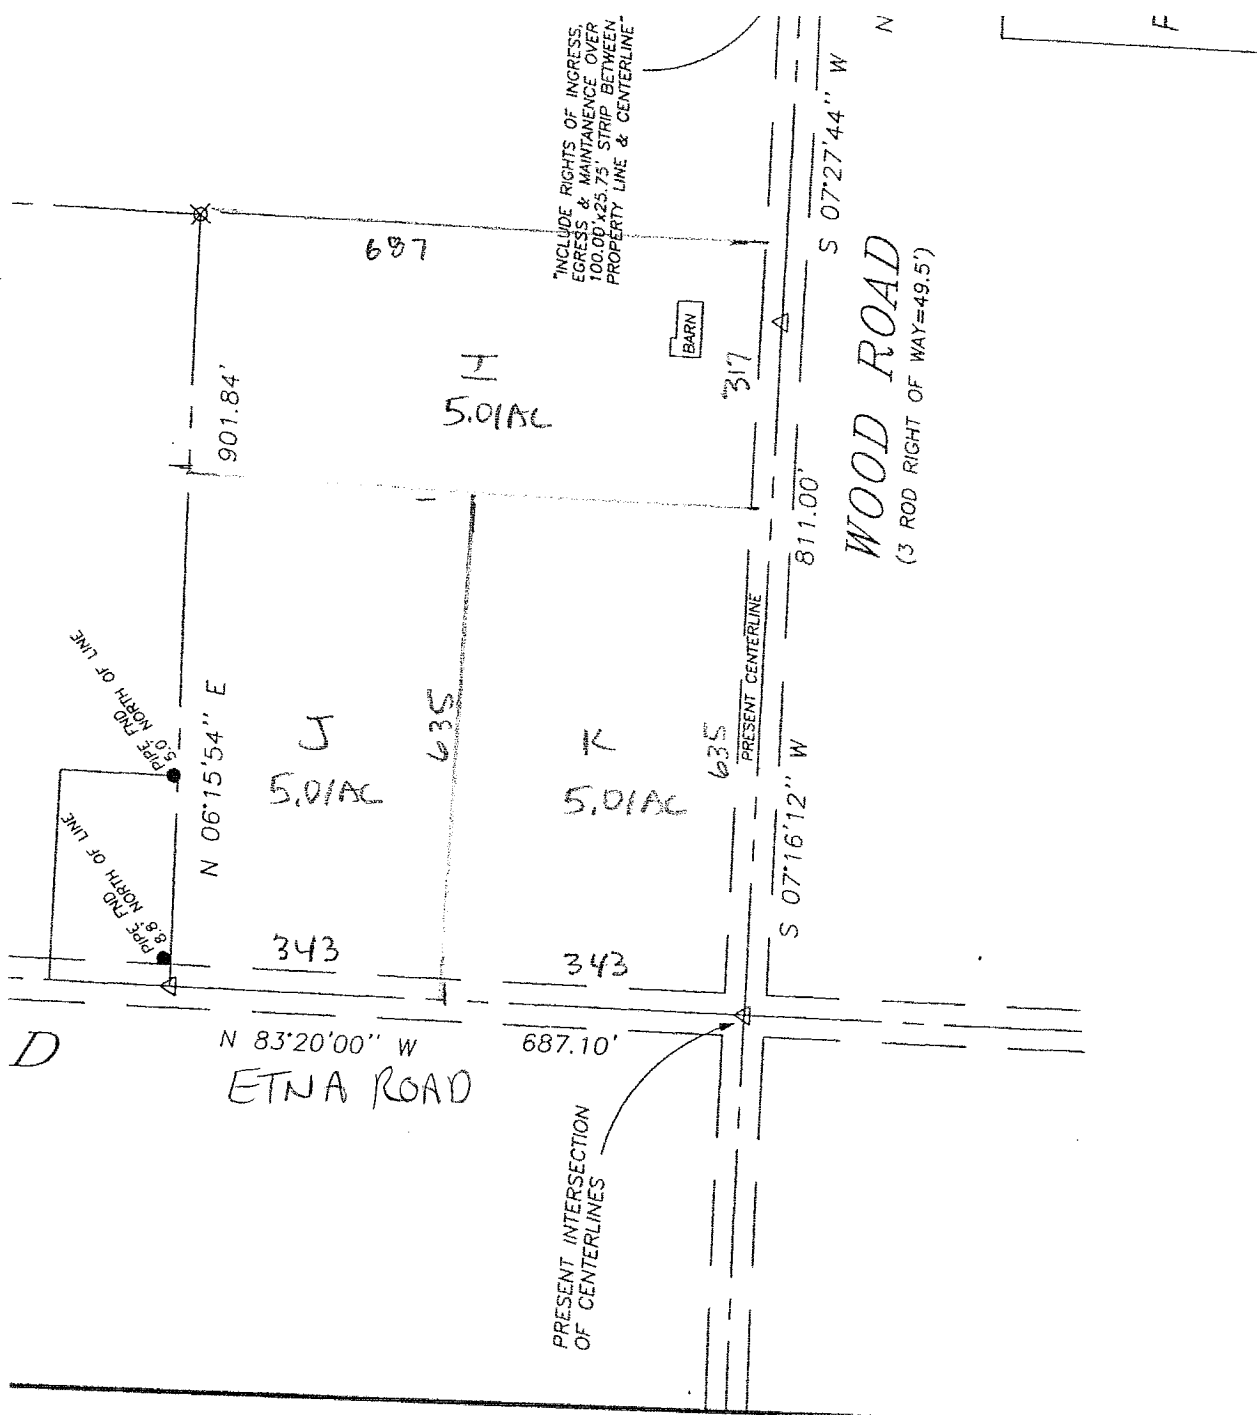 "INCLUDE RIGHTS OF INGRESS,
EGRESS & MAINTANENCE OVER
100.00'x25.75' STRIP BETWEEN
PROPERTY LINE & CENTERLINE"
N
F
S 07°27'44" W
687
BARN
317
901.84'
I
5.01AC
WOOD ROAD
(3 ROD RIGHT OF WAY=49.5')
811.00'
PRESENT CENTERLINE
PIPE FND
5.0' NORTH OF LINE
N 06°15'54" E
J
5.01AC
635
K
5.01AC
635
S 07°16'12" W
PIPE FND
8.8' NORTH OF LINE
343
343
D
N 83°20'00" W
687.10'
ETNA ROAD
PRESENT INTERSECTION
OF CENTERLINES